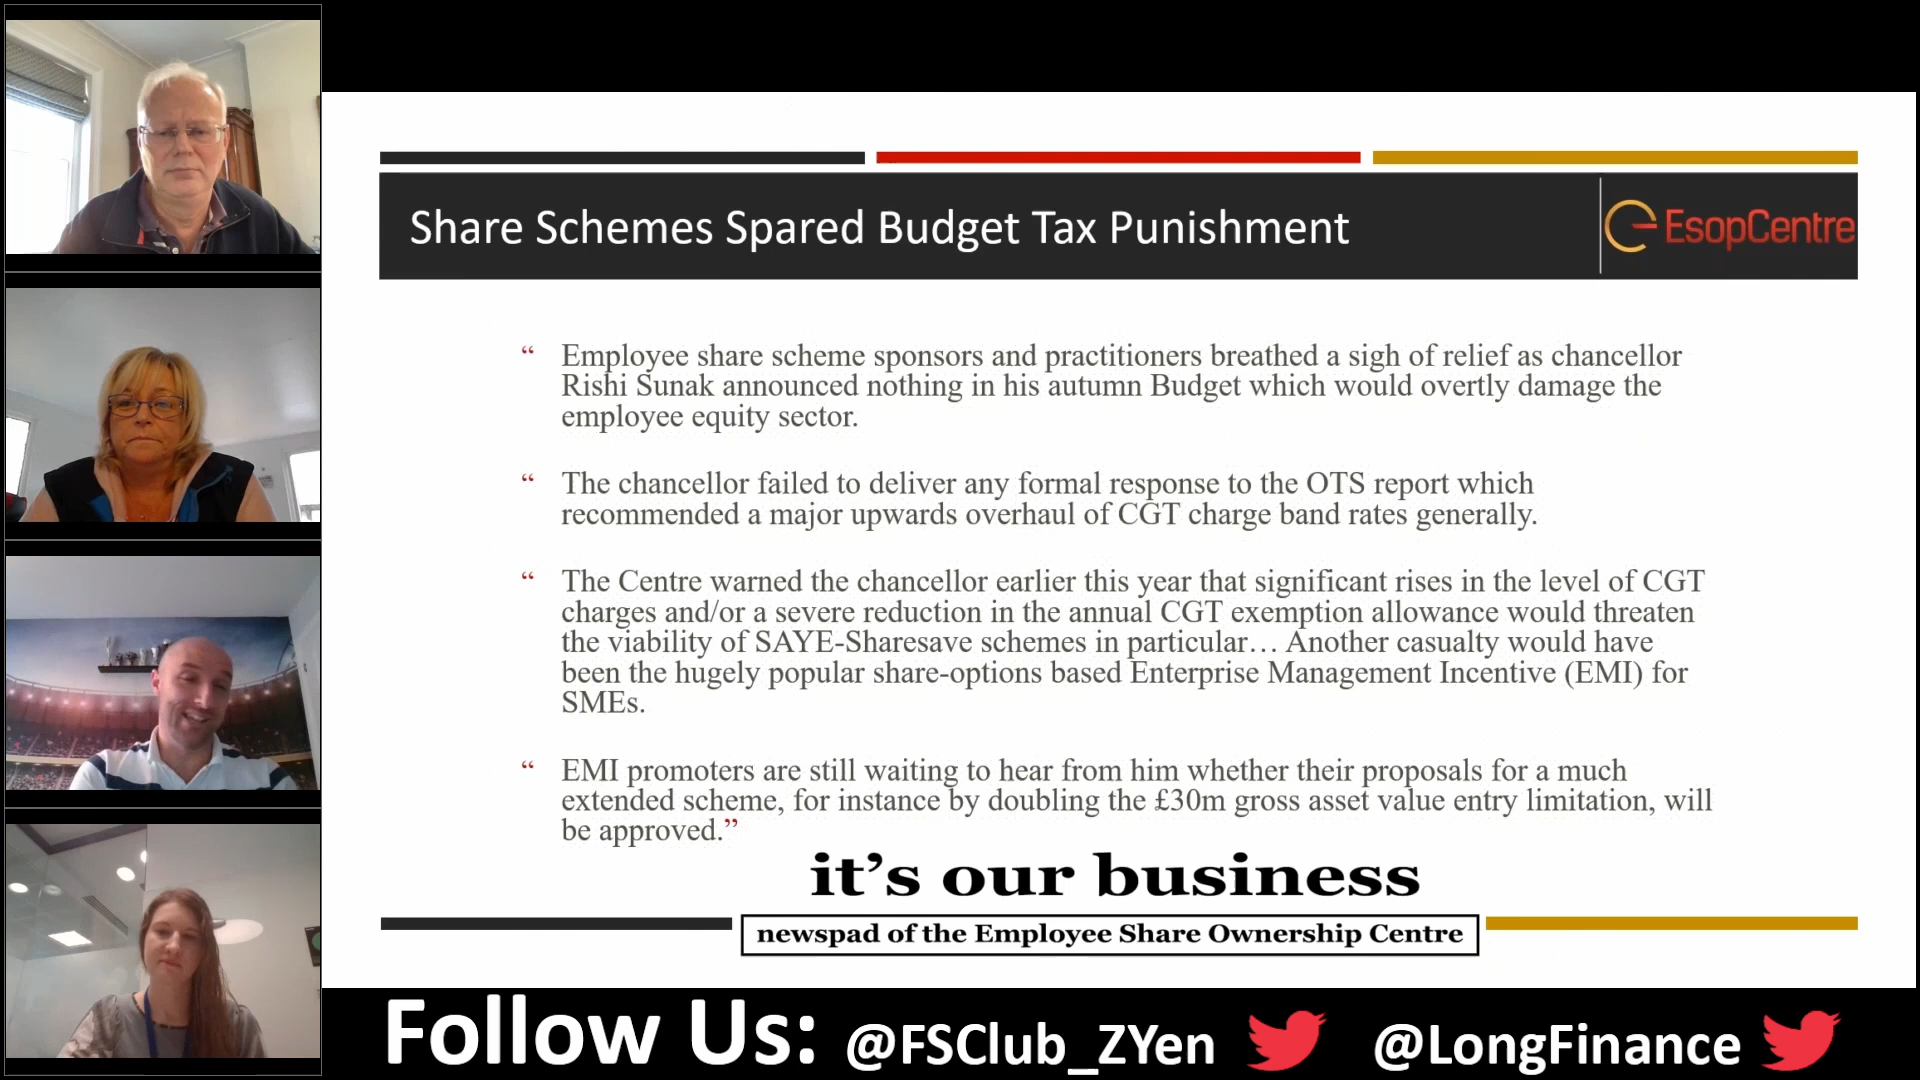 Share Schemes Spared Budget Tax Punishment
EsopCentre
“ Employee share scheme sponsors and practitioners breathed a sigh of relief as chancellor
Rishi Sunak announced nothing in his autumn Budget which would overtly damage the
employee equity sector.
“ The chancellor failed to deliver any formal response to the OTS report which
recommended a major upwards overhaul of CGT charge band rates generally.
“ The Centre warned the chancellor earlier this year that significant rises in the level of CGT
charges and/or a severe reduction in the annual CGT exemption allowance would threaten
the viability of SAYE-Sharesave schemes in particular… Another casualty would have
been the hugely popular share-options based Enterprise Management Incentive (EMI) for
SMEs.
“ EMI promoters are still waiting to hear from him whether their proposals for a much
extended scheme, for instance by doubling the £30m gross asset value entry limitation, will
be approved.”
it’s our business
newspad of the Employee Share Ownership Centre
Follow Us: @FSClub_ZYen @LongFinance